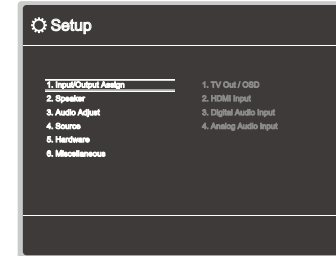 Setup
1. Input/Output Assign
2. Speaker
3. Audio Adjust
4. Source
5. Hardware
6. Miscellaneous
1. TV Out / OSD
2. HDMI Input
3. Digital Audio Input
4. Analog Audio Input